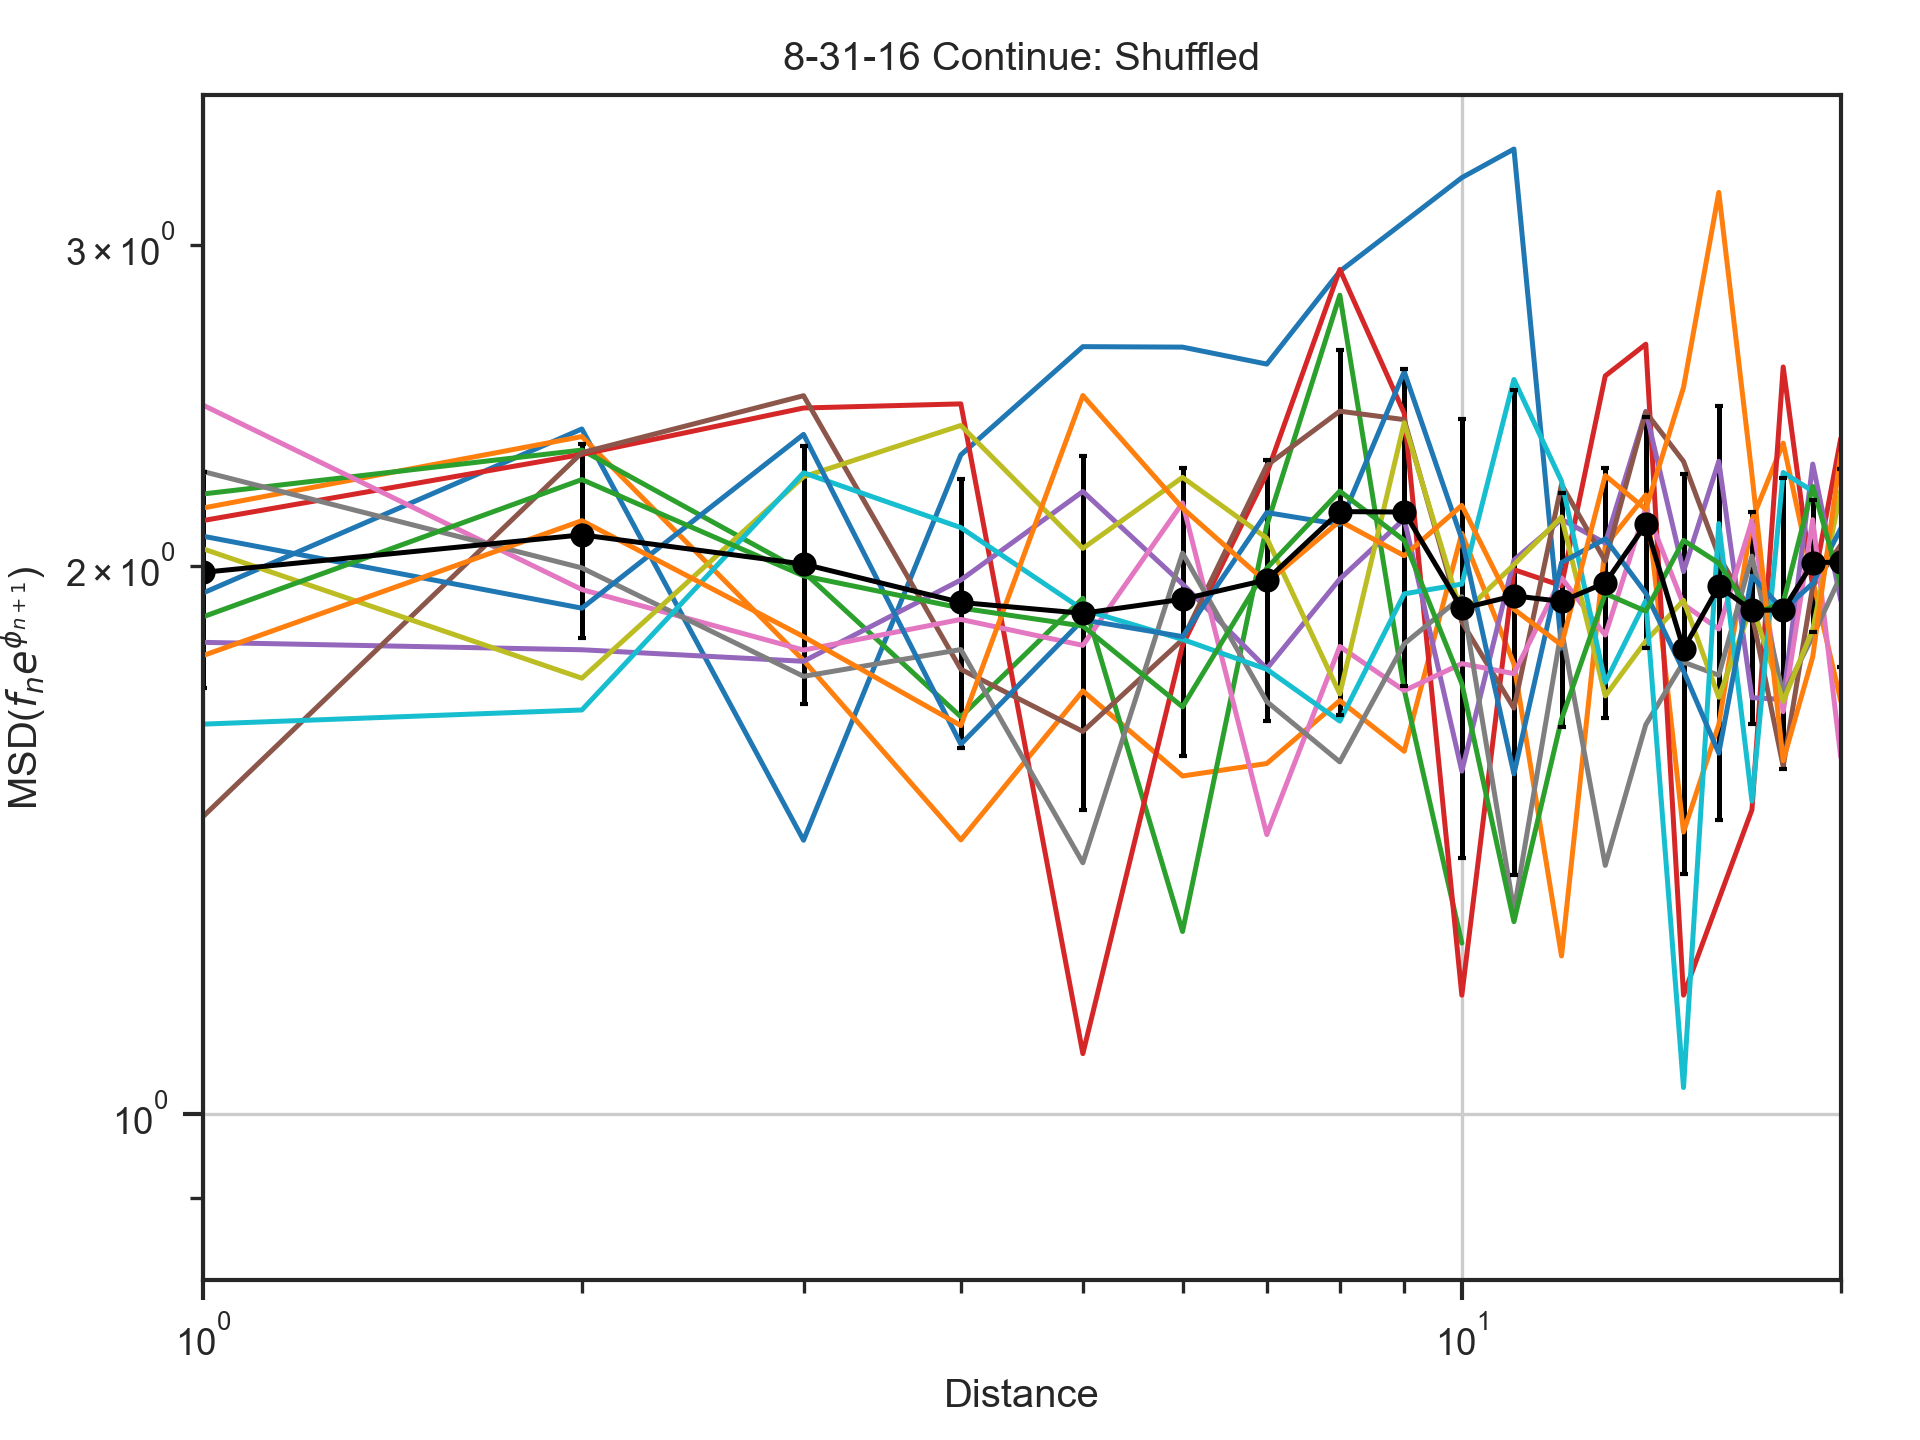 8-31-16 Continue: Shuffled
3 × 10⁰
2 × 10⁰
10⁰
MSD(fₙe^ϕₙ₊₁)
10⁰
10¹
Distance